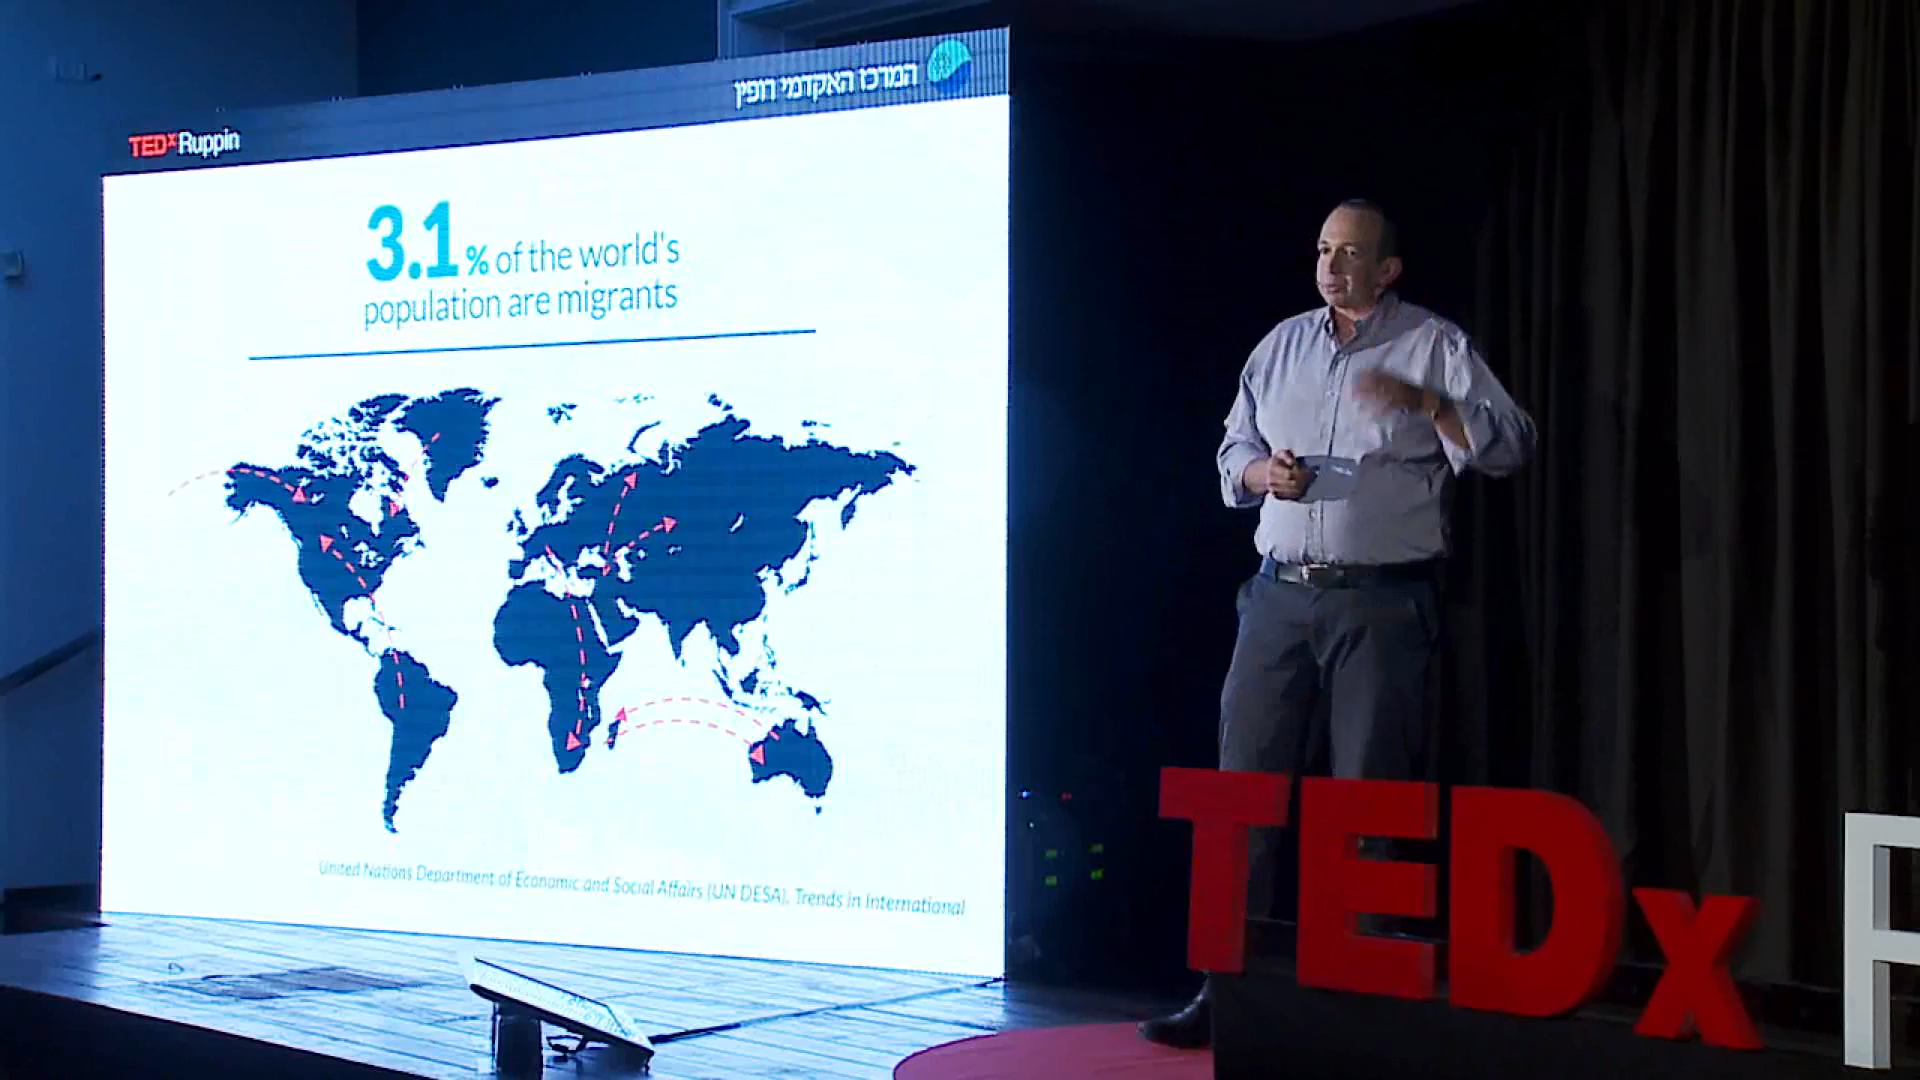 המרכז האקדמי רופין
TEDxRuppin
3.1% of the world's
population are migrants
United Nations Department of Economic and Social Affairs (UN DESA), Trends in International
TEDx R